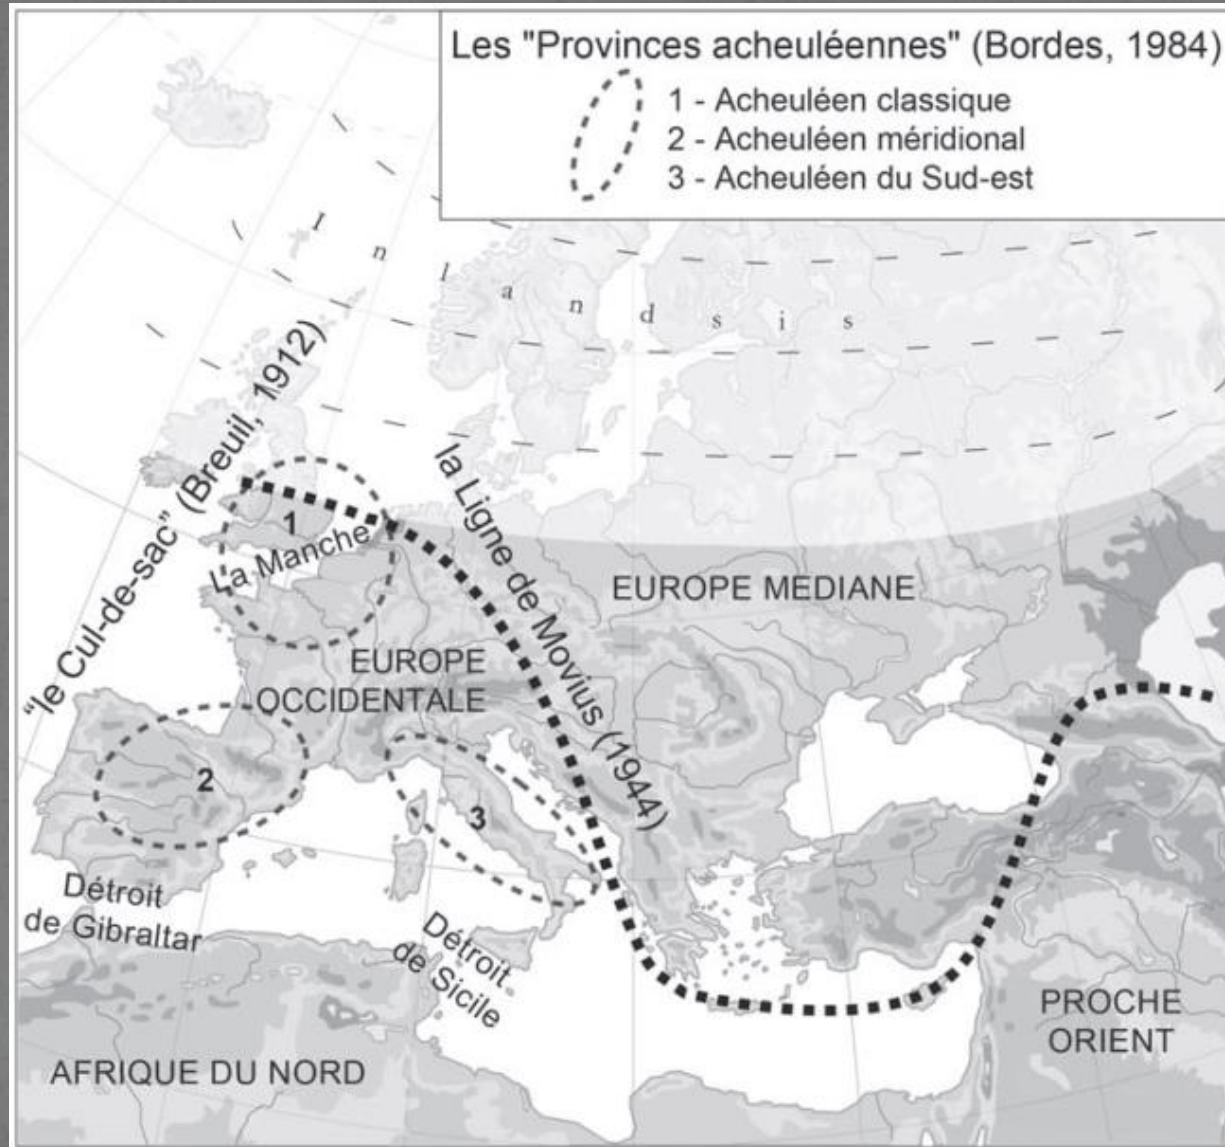 Les "Provinces acheuléennes" (Bordes, 1984)
1 - Acheuléen classique
2 - Acheuléen méridional
3 - Acheuléen du Sud-est
Inlandsis
"le Cul-de-sac" (Breuil, 1912)
la Ligne de Movius (1944)
1
La Manche
EUROPE MEDIANE
EUROPE
OCCIDENTALE
2
3
Détroit
de Gibraltar
Détroit
de Sicile
PROCHE
ORIENT
AFRIQUE DU NORD